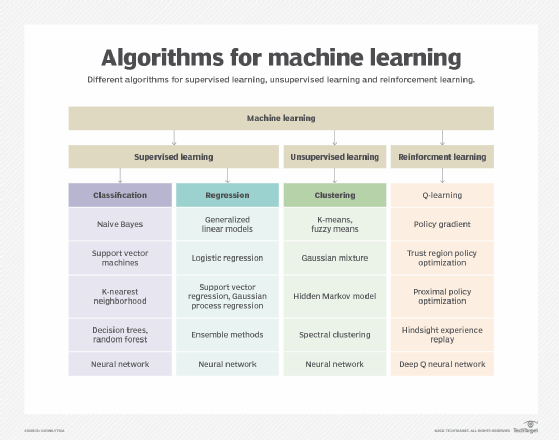 Algorithms for machine learning
Different algorithms for supervised learning, unsupervised learning and reinforcement learning.
Machine learning
Supervised learning
Unsupervised learning
Reinforcment learning
Classification
Regression
Clustering
Q-learning
Naive Bayes
Generalized
linear models
K-means,
fuzzy means
Policy gradient
Support vector
machines
Logistic regression
Gaussian mixture
Trust region policy
optimization
K-nearest
neighborhood
Support vector
regression, Gaussian
process regression
Hidden Markov model
Proximal policy
optimization
Decision trees,
random forest
Ensemble methods
Spectral clustering
Hindsight experience
replay
Neural network
Neural network
Neural network
Deep Q neural network
TechTarget